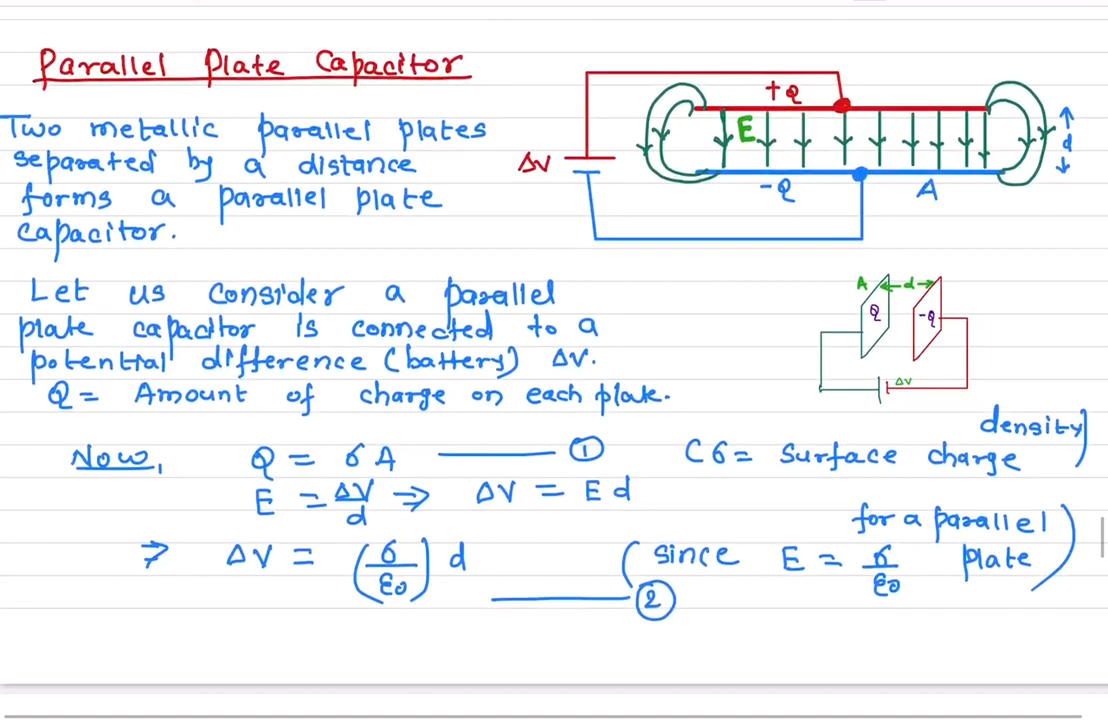 Parallel Plate Capacitor
Two metallic parallel plates
separated by a distance
forms a parallel plate
capacitor.
ΔV
+Q
E
d
-Q
A
Let us consider a parallel
plate capacitor is connected to a
potential difference (battery) ΔV.
Q = Amount of charge on each plate.
A d
Q -Q
ΔV
Now, Q = σA ——— ①
(σ = Surface charge density)
E = ΔV/d ⇒ ΔV = Ed
⇒ ΔV = (σ/ε0) d ——— ②
(since E = σ/ε0 for a parallel plate)